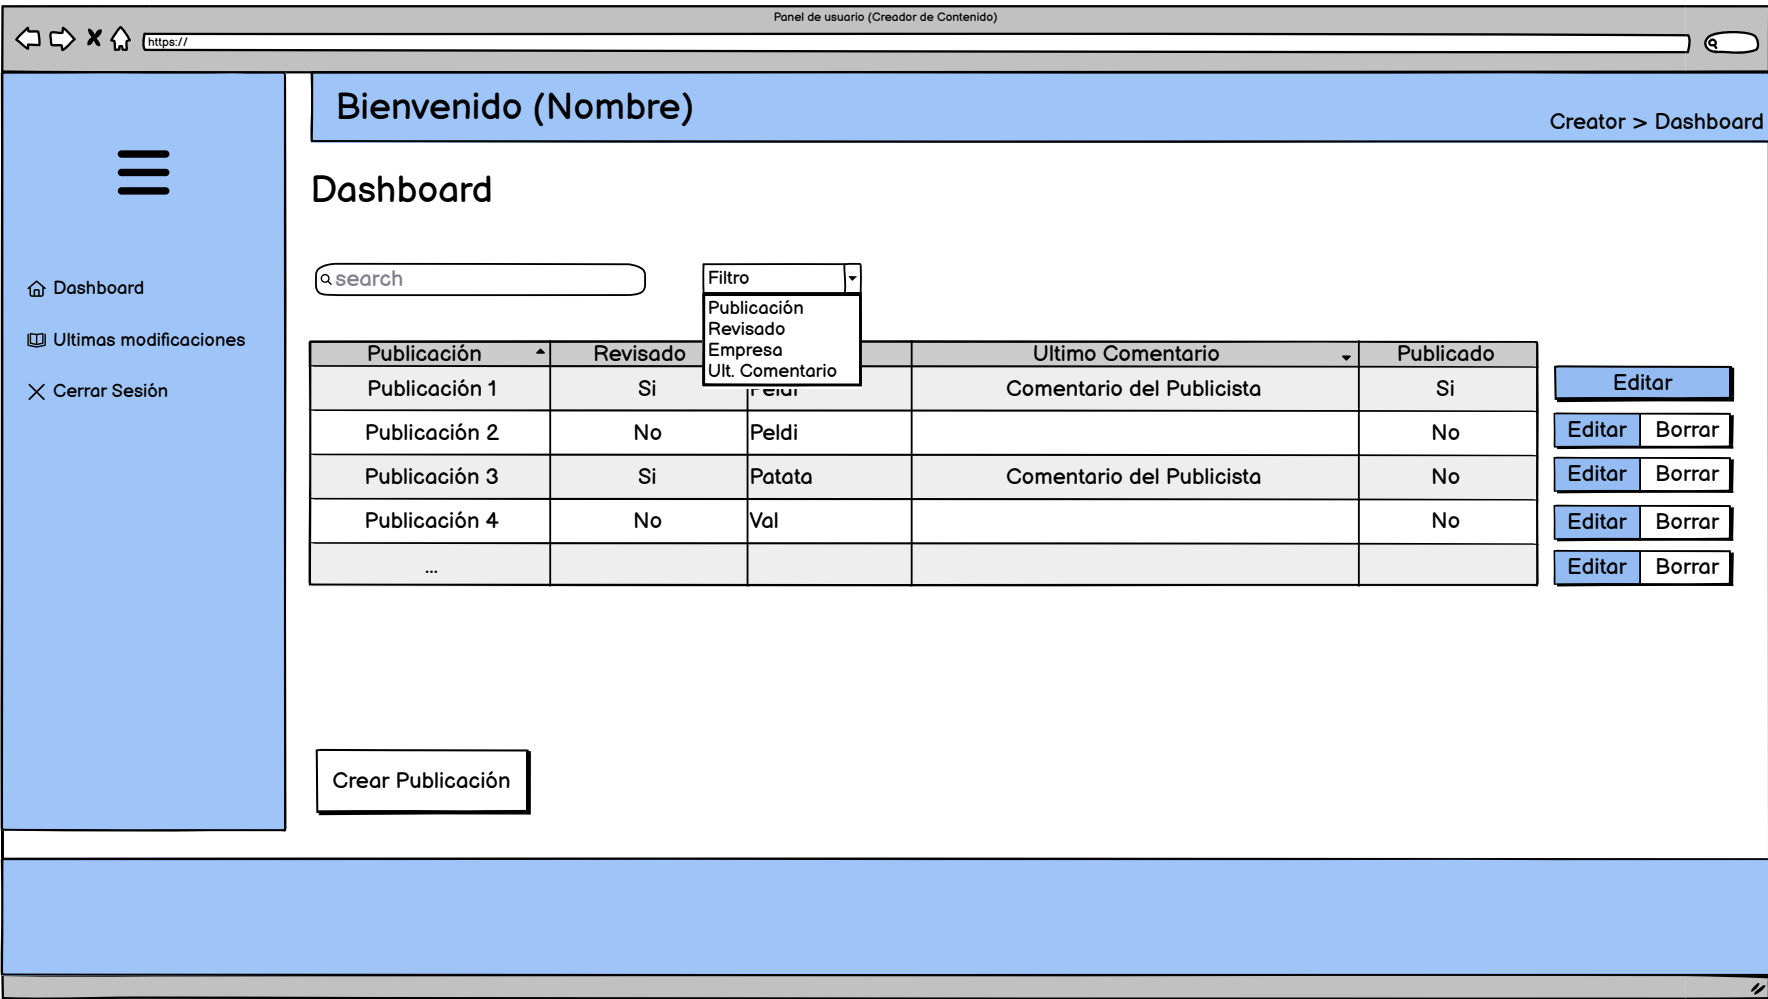 Panel de usuario (Creador de Contenido)
https://
Bienvenido (Nombre)
Creator > Dashboard
Dashboard
Dashboard
Ultimas modificaciones
Cerrar Sesión
search
Filtro
Publicación
Revisado
Empresa
Ult. Comentario
Publicación Revisado Ultimo Comentario Publicado
Publicación 1 Si Peldi Comentario del Publicista Si Editar
Publicación 2 No Peldi No Editar Borrar
Publicación 3 Si Patata Comentario del Publicista No Editar Borrar
Publicación 4 No Val No Editar Borrar
... Editar Borrar
Crear Publicación